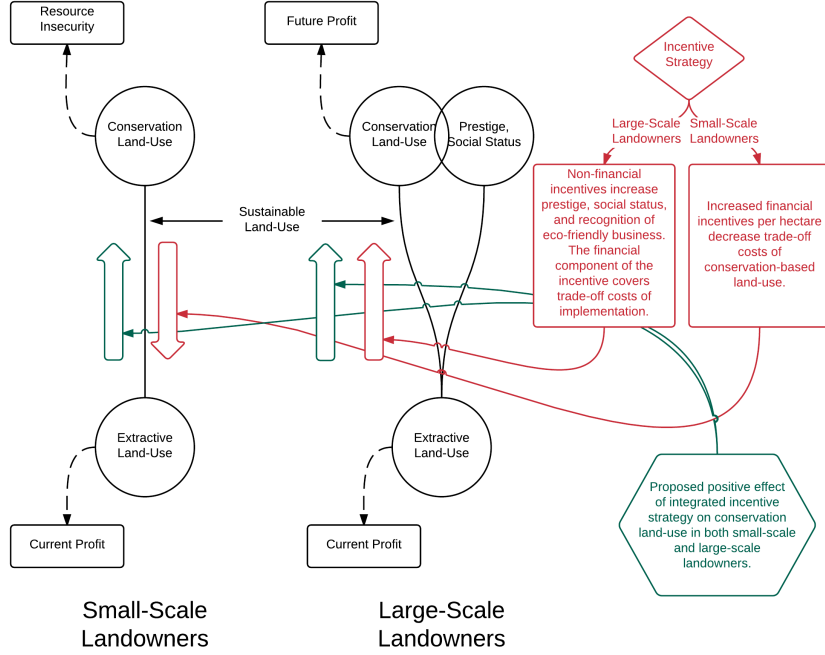 Resource
Insecurity
Future Profit
Incentive
Strategy
Conservation
Land-Use
Conservation
Land-Use
Prestige,
Social Status
Large-Scale
Landowners
Small-Scale
Landowners
Non-financial
incentives increase
prestige, social status,
and recognition of
eco-friendly business.
The financial
component of the
incentive covers
trade-off costs of
implementation.
Increased financial
incentives per hectare
decrease trade-off
costs of
conservation-based
land-use.
Sustainable
Land-Use
Extractive
Land-Use
Extractive
Land-Use
Proposed positive effect
of integrated incentive
strategy on conservation
land-use in both small-scale
and large-scale
landowners.
Current Profit
Current Profit
Small-Scale
Landowners
Large-Scale
Landowners